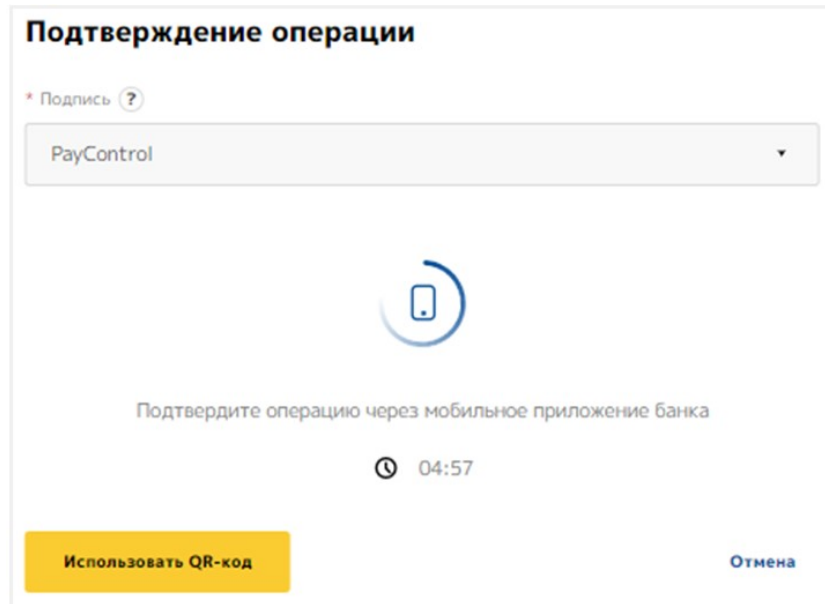 Подтверждение операции
* Подпись ?
PayControl
Подтвердите операцию через мобильное приложение банка
04:57
Использовать QR-код
Отмена